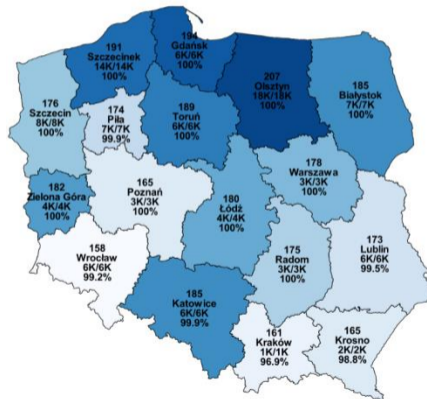 191
Szczecinek
14K/14K
100%
194
Gdańsk
6K/6K
100%
207
Olsztyn
18K/18K
100%
185
Białystok
7K/7K
100%
176
Szczecin
8K/8K
100%
174
Piła
7K/7K
99.9%
189
Toruń
6K/6K
100%
178
Warszawa
3K/3K
100%
182
Zielona Góra
4K/4K
100%
165
Poznań
3K/3K
100%
180
Łódź
4K/4K
100%
175
Radom
3K/3K
100%
173
Lublin
6K/6K
99.5%
158
Wrocław
6K/6K
99.2%
185
Katowice
6K/6K
99.9%
161
Kraków
1K/1K
96.9%
165
Krosno
2K/2K
98.8%